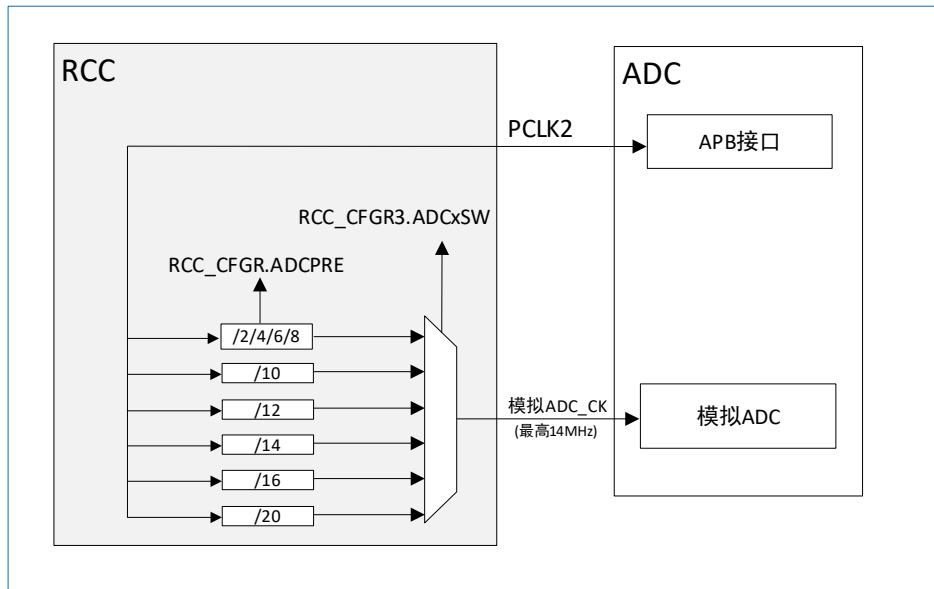 RCC
ADC
PCLK2
APB接口
RCC_CFGR3.ADCxSW
RCC_CFGR.ADCPRE
/2/4/6/8
/10
/12
模拟ADC_CK
(最高14MHz)
模拟ADC
/14
/16
/20